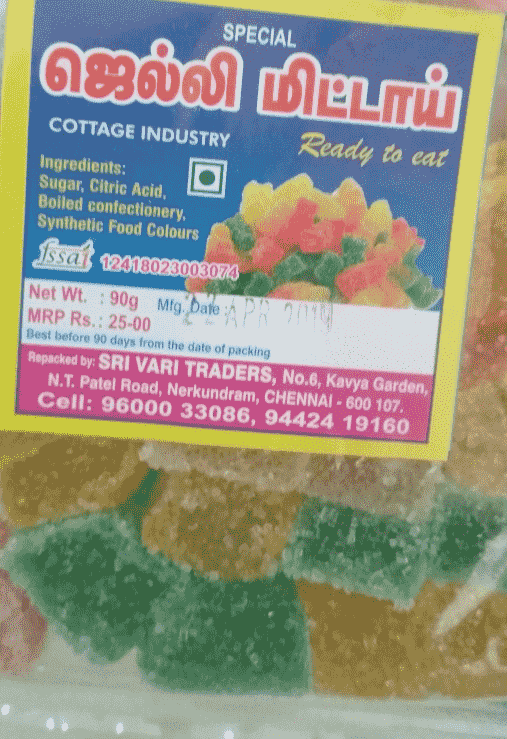 SPECIAL
ஜெல்லி மிட்டாய்
COTTAGE INDUSTRY
Ready to eat
Ingredients:
Sugar, Citric Acid,
Boiled confectionery,
Synthetic Food Colours
fssai 12418023003074
Net Wt. : 90g Mfg. Date : APR
MRP Rs.: 25-00
Best before 90 days from the date of packing
Repacked by: SRI VARI TRADERS, No.6, Kavya Garden,
N.T. Patel Road, Nerkundram, CHENNAI - 600 107.
Cell: 96000 33086, 94424 19160